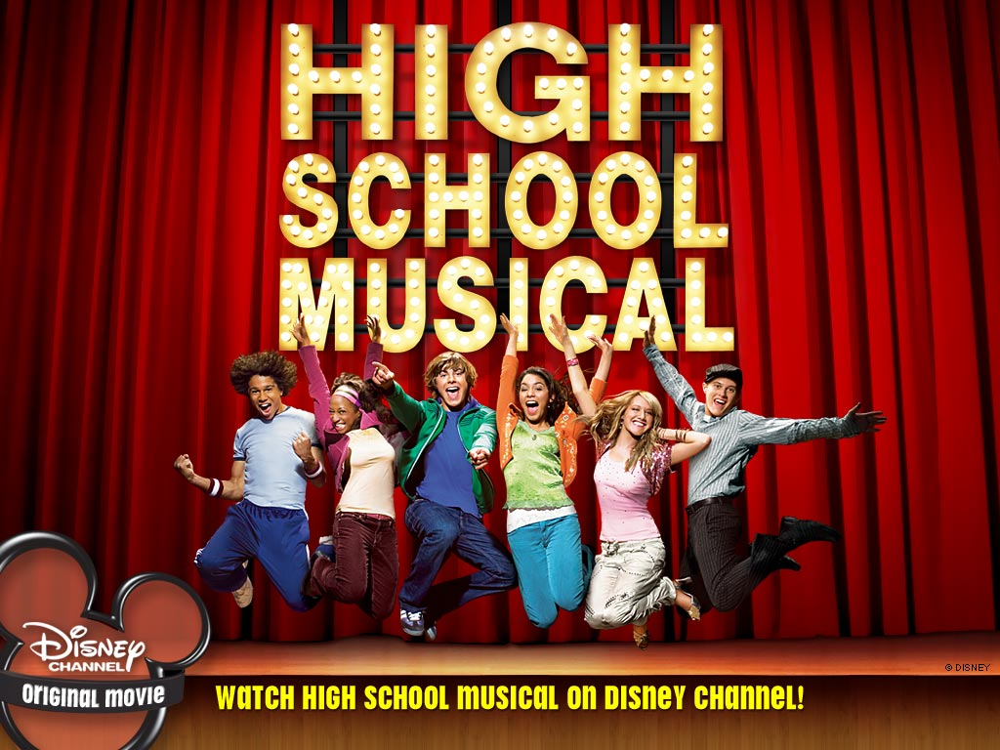 HIGH
SCHOOL
MUSICAL
DISNEY
CHANNEL
ORIGINAL MOVIE
© DISNEY
WATCH HIGH SCHOOL MUSICAL ON DISNEY CHANNEL!